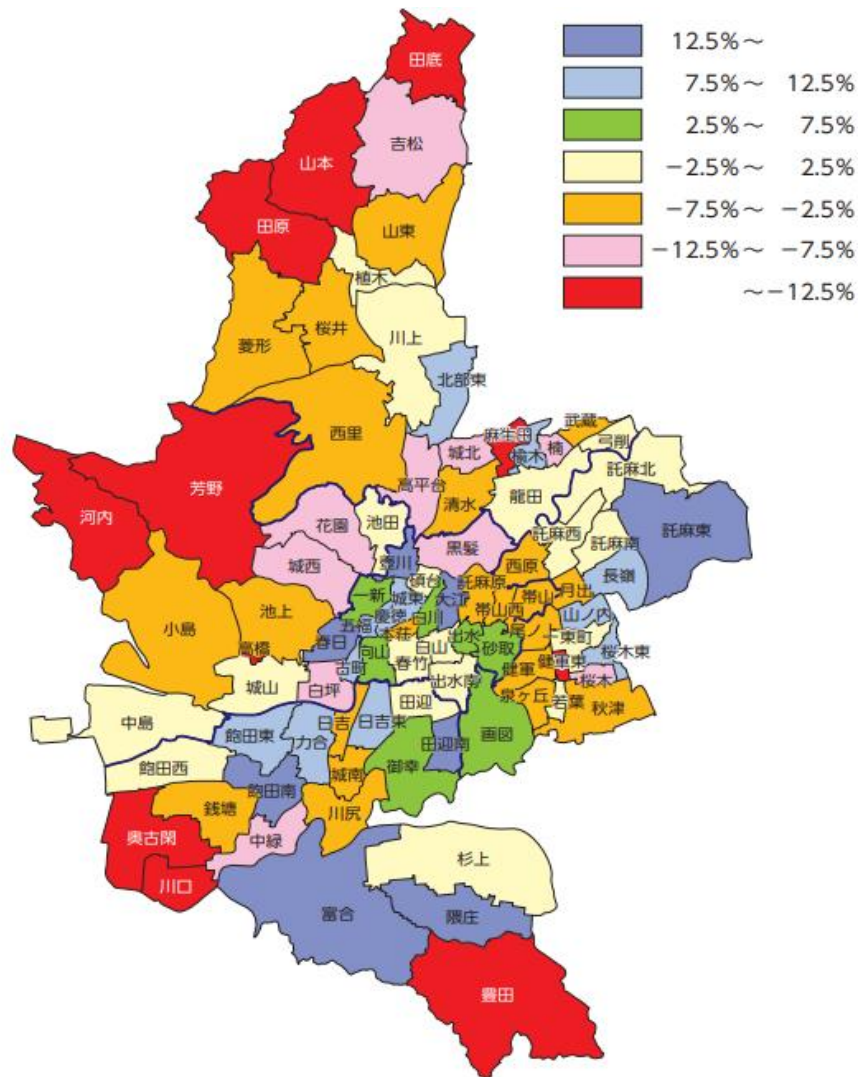 12.5%～
7.5%～ 12.5%
2.5%～ 7.5%
−2.5%～ 2.5%
−7.5%～ −2.5%
−12.5%～ −7.5%
～−12.5%
田底
吉松
山本
田原
山東
植木
桜井
川上
菱形
北部東
西里
武蔵
麻生田
弓削
城北
楡木
楠
託麻北
芳野
高平台
清水
龍田
河内
花園
池田
託麻西
託麻東
託麻南
黒髪
城西
壺川
西原
長嶺
碩台
託麻原
一新
城東
大江
帯山
月出
小島
池上
慶徳
白川
帯山西
山ノ内
五福
本荘
尾ノ上
東町
春日
出水
砂取
桜木東
高橋
古町
向山
白山
健軍
健軍東
春竹
桜木
城山
白坪
出水南
泉ヶ丘
若葉
秋津
中島
日吉
日吉東
田迎
飽田東
力合
田迎南
画図
飽田西
城南
御幸
飽田南
銭塘
川尻
奥古閑
中緑
杉上
川口
富合
隈庄
豊田